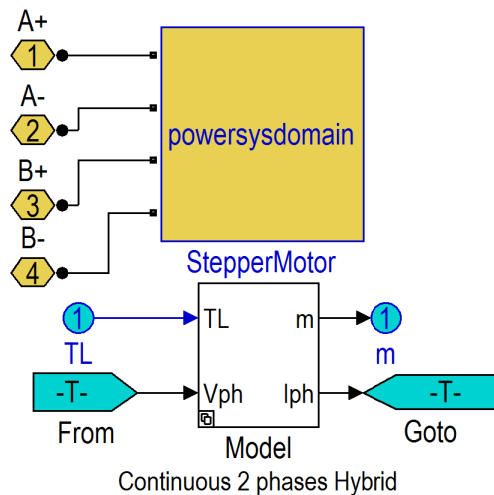 A+
1
A-
2
B+
3
B-
4
powersysdomain
StepperMotor
1
TL
TL
m
1
m
-T-
From
Vph
Iph
-T-
Goto
Model
Continuous 2 phases Hybrid